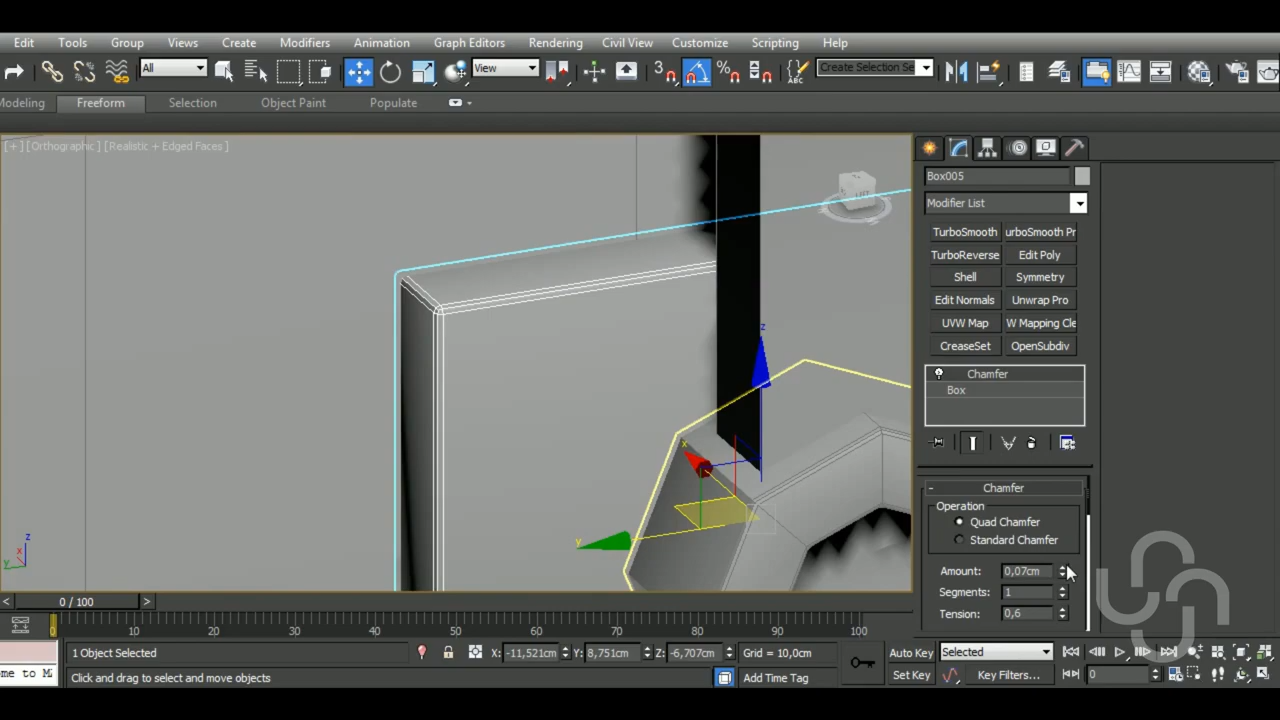 Edit Tools Group Views Create Modifiers Animation Graph Editors Rendering Civil View Customize Scripting Help
All View 3 % ABC Create Selection Se
Modeling Freeform Selection Object Paint Populate
[+][Orthographic][Realistic + Edged Faces]
Box005
Modifier List
TurboSmooth urboSmooth Pr
TurboReverse Edit Poly
Shell Symmetry
Edit Normals Unwrap Pro
UVW Map W Mapping Cle
CreaseSet OpenSubdiv
Chamfer
Box
- Chamfer
Operation
Quad Chamfer
Standard Chamfer
Amount: 0,07cm
Segments: 1
Tension: 0,6
z
x
y
z
x
y
< 0 / 100 >
0 10 20 30 40 50 60 70 80 90 100
1 Object Selected X: -11,521cm Y: 8,751cm Z: -6,707cm Grid = 10,0cm Auto Key Selected
ome to M Click and drag to select and move objects Add Time Tag Set Key Key Filters... 0